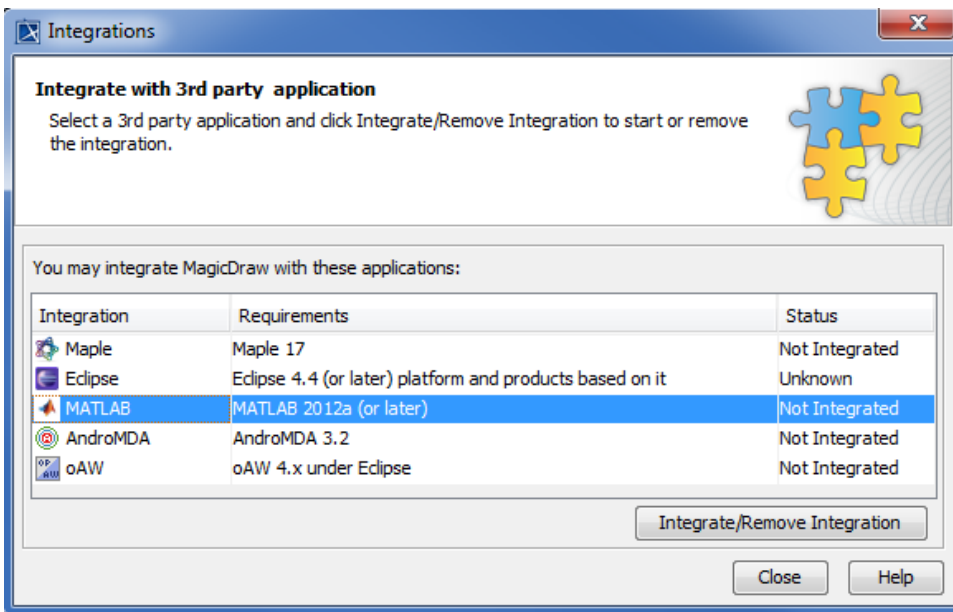 Integrations
Integrate with 3rd party application
Select a 3rd party application and click Integrate/Remove Integration to start or remove
the integration.
You may integrate MagicDraw with these applications:
Integration Requirements Status
Maple Maple 17 Not Integrated
Eclipse Eclipse 4.4 (or later) platform and products based on it Unknown
MATLAB MATLAB 2012a (or later) Not Integrated
AndroMDA AndroMDA 3.2 Not Integrated
oAW oAW 4.x under Eclipse Not Integrated
Integrate/Remove Integration
Close Help